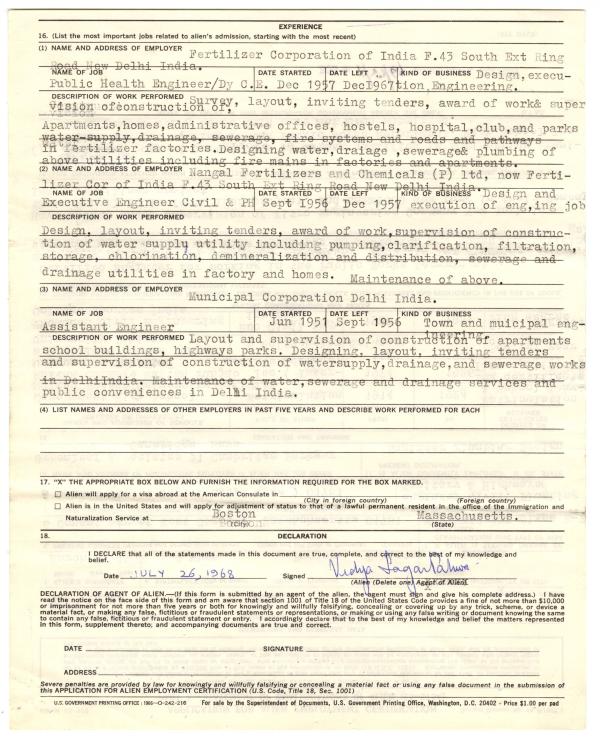 EXPERIENCE
16. (List the most important jobs related to alien's admission, starting with the most recent)
(1) NAME AND ADDRESS OF EMPLOYER Fertilizer Corporation of India F.43 South Ext Ring
Road New Delhi India.
NAME OF JOB DATE STARTED DATE LEFT KIND OF BUSINESS Design,execu-
Public Health Engineer/Dy C.E. Dec 1957 Dec1967 tion Engineering.
DESCRIPTION OF WORK PERFORMED Survey, layout, inviting tenders, award of work& super
vision ofconstruction of,
Apartments,homes,administrative offices, hostels, hospital,club,and parks
water-supply,drainage, sewerage, fire systems and roads and pathways
in fertilizer factories.Designing water,draiage ,sewerage& plumbing of
above utilities including fire mains in factories and apartments.
(2) NAME AND ADDRESS OF EMPLOYER Nangal Fertilizers and Chemicals (P) ltd, now Ferti-
lizer Cor of India F.43 South Ext Ring Road New Delhi India.
NAME OF JOB DATE STARTED DATE LEFT KIND OF BUSINESS Design and
Executive Engineer Civil & PH Sept I956 Dec 1957 execution of eng,ing job
DESCRIPTION OF WORK PERFORMED
Design, layout, inviting tenders, award of work,supervision of construc-
tion of water supply utility including pumping,clarification, filtration,
storage, chlorination, demineralization and distribution, sewerage and
drainage utilities in factory and homes. Maintenance of above.
(3) NAME AND ADDRESS OF EMPLOYER
Municipal Corporation Delhi India.
NAME OF JOB DATE STARTED DATE LEFT KIND OF BUSINESS
Assistant Engineer Jun 1951 Sept 1956 Town and muicipal eng-
ineering.
DESCRIPTION OF WORK PERFORMED Layout and supervision of construction of apartments
school buildings, highways parks. Designing, layout, inviting tenders
and supervision of construction of watersupply,drainage,and sewerage works
in DelhiIndia. Maintenance of water,sewerage and drainage services and
public conveniences in Delhi India.
(4) LIST NAMES AND ADDRESSES OF OTHER EMPLOYERS IN PAST FIVE YEARS AND DESCRIBE WORK PERFORMED FOR EACH
17. "X" THE APPROPRIATE BOX BELOW AND FURNISH THE INFORMATION REQUIRED FOR THE BOX MARKED.
Alien will apply for a visa abroad at the American Consulate in
(City in foreign country) (Foreign country)
Alien is in the United States and will apply for adjustment of status to that of a lawful permanent resident in the office of the Immigration and
Naturalization Service at Boston Massachusetts.
(City) (State)
18. DECLARATION
I DECLARE that all of the statements made in this document are true, complete, and correct to the best of my knowledge and
belief.
Date JULY 26, 1968 Signed Vidya Sagar
(Alien (Delete one) Agent of Alien)
DECLARATION OF AGENT OF ALIEN.—(If this form is submitted by an agent of the alien, the agent must sign and give his complete address.) I have
read the notice on the face side of this form and am aware that section 1001 of Title 18 of the United States Code provides a fine of not more than $10,000
or imprisonment for not more than five years or both for knowingly and willfully falsifying, concealing or covering up by any trick, scheme, or device a
material fact, or making any false, fictitious or fraudulent statements or representations, or making or using any false writing or document knowing the same
to contain any false, fictitious or fraudulent statement or entry. I accordingly declare that to the best of my knowledge and belief the matters represented
in this form, supplement thereto, and accompanying documents are true and correct.
DATE SIGNATURE
ADDRESS
Severe penalties are provided by law for knowingly and willfully falsifying or concealing a material fact or using any false document in the submission of
this APPLICATION FOR ALIEN EMPLOYMENT CERTIFICATION (U.S. Code, Title 18, Sec. 1001)
U.S. GOVERNMENT PRINTING OFFICE : 1966—O-242-216 For sale by the Superintendent of Documents, U.S. Government Printing Office, Washington, D.C. 20402 - Price $1.00 per pad